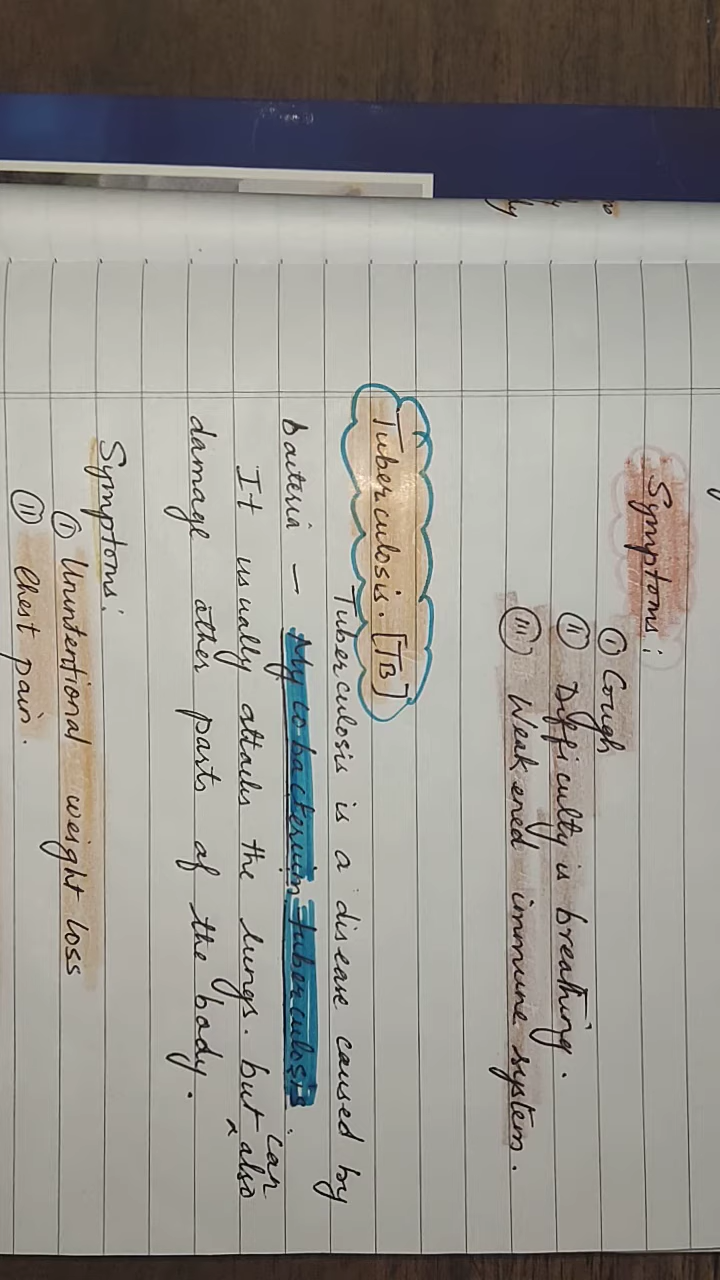 Symptoms:
(i) Cough
(ii) Difficulty is breathing.
(iii) Weakened immune system.
Tuberculosis. [TB]
Tuberculosis is a disease caused by
bacteria – Mycobacterium tuberculosis.
It usually attacks the lungs. but can also
damage other parts of the body.
Symptoms:
(i) Unintentional weight loss
(ii) Chest pain.